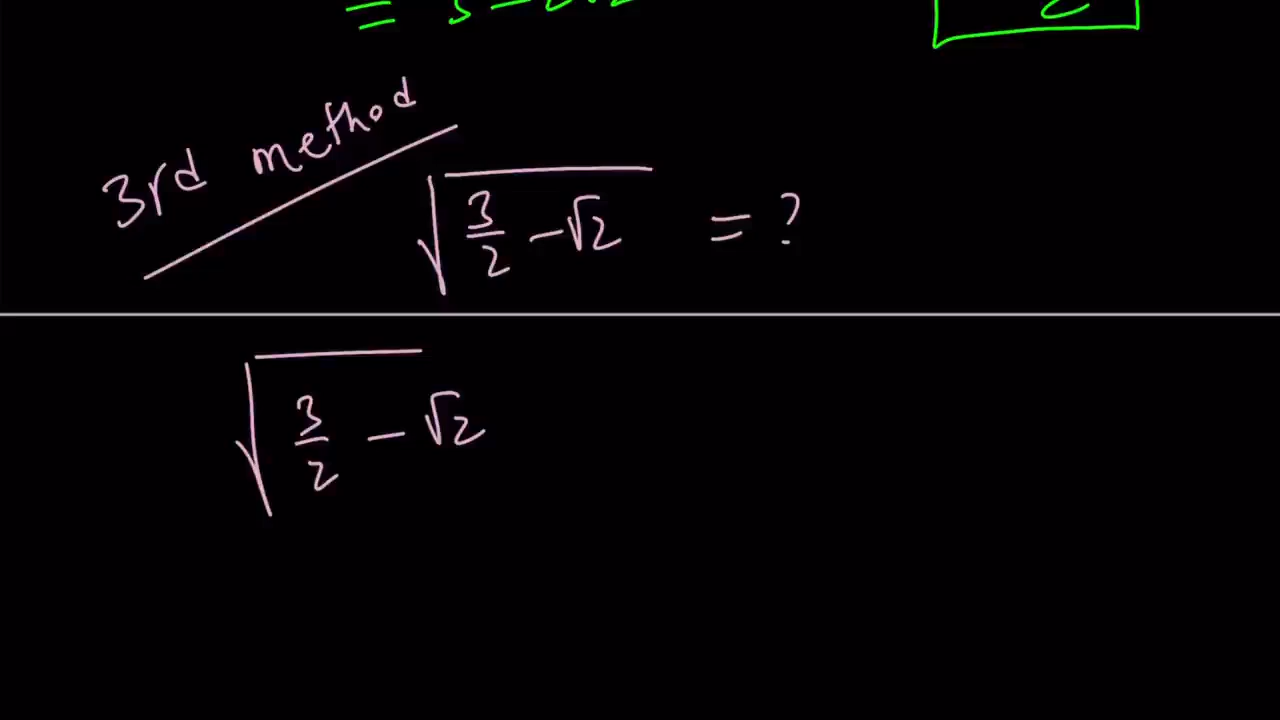 3rd method
√(3/2 - √2) = ?
√(3/2 - √2